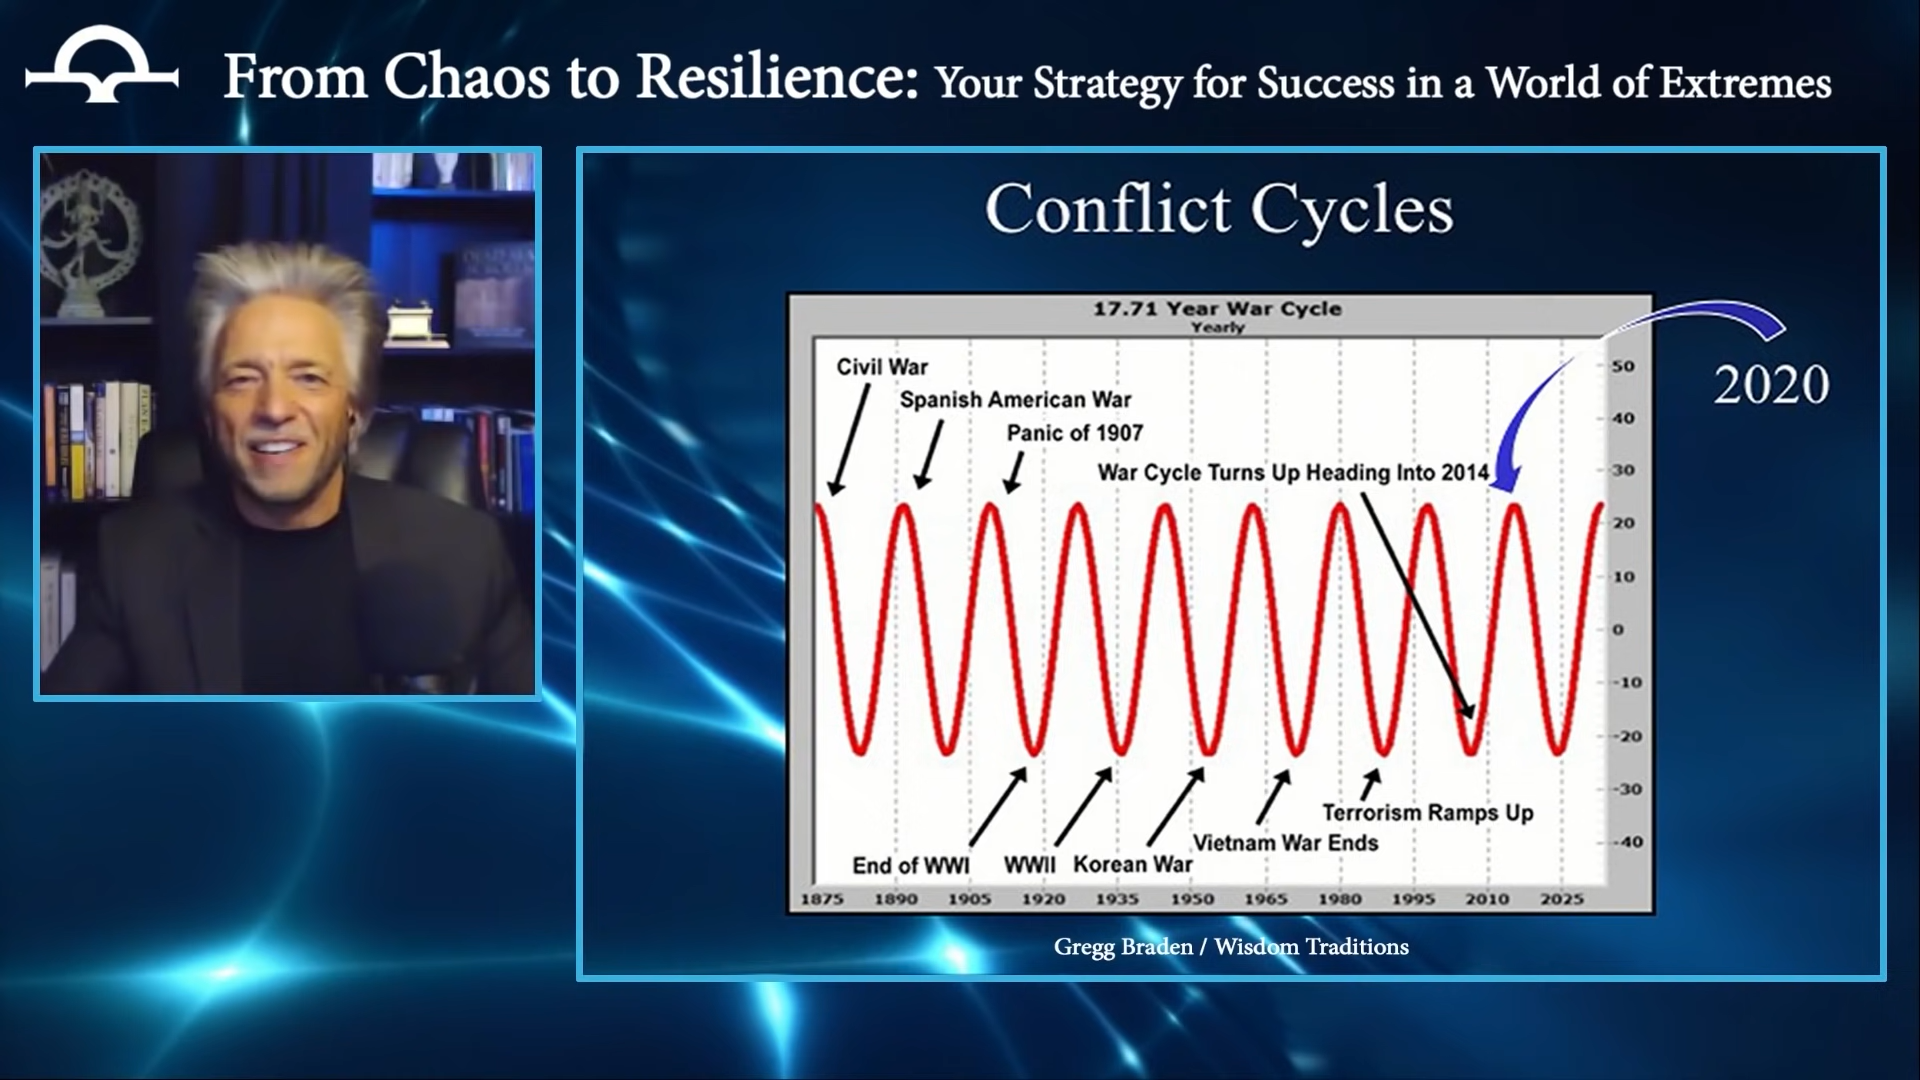 From Chaos to Resilience: Your Strategy for Success in a World of Extremes
Conflict Cycles
17.71 Year War Cycle
Yearly
Civil War
Spanish American War
Panic of 1907
War Cycle Turns Up Heading Into 2014
2020
50
40
30
20
10
0
-10
-20
-30
-40
Terrorism Ramps Up
Vietnam War Ends
End of WWI WWII Korean War
1875 1890 1905 1920 1935 1950 1965 1980 1995 2010 2025
Gregg Braden / Wisdom Traditions